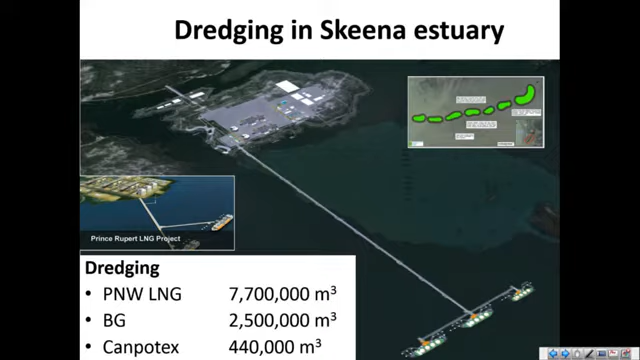 Dredging in Skeena estuary
Prince Rupert LNG Project
Dredging
• PNW LNG 7,700,000 m³
• BG 2,500,000 m³
• Canpotex 440,000 m³